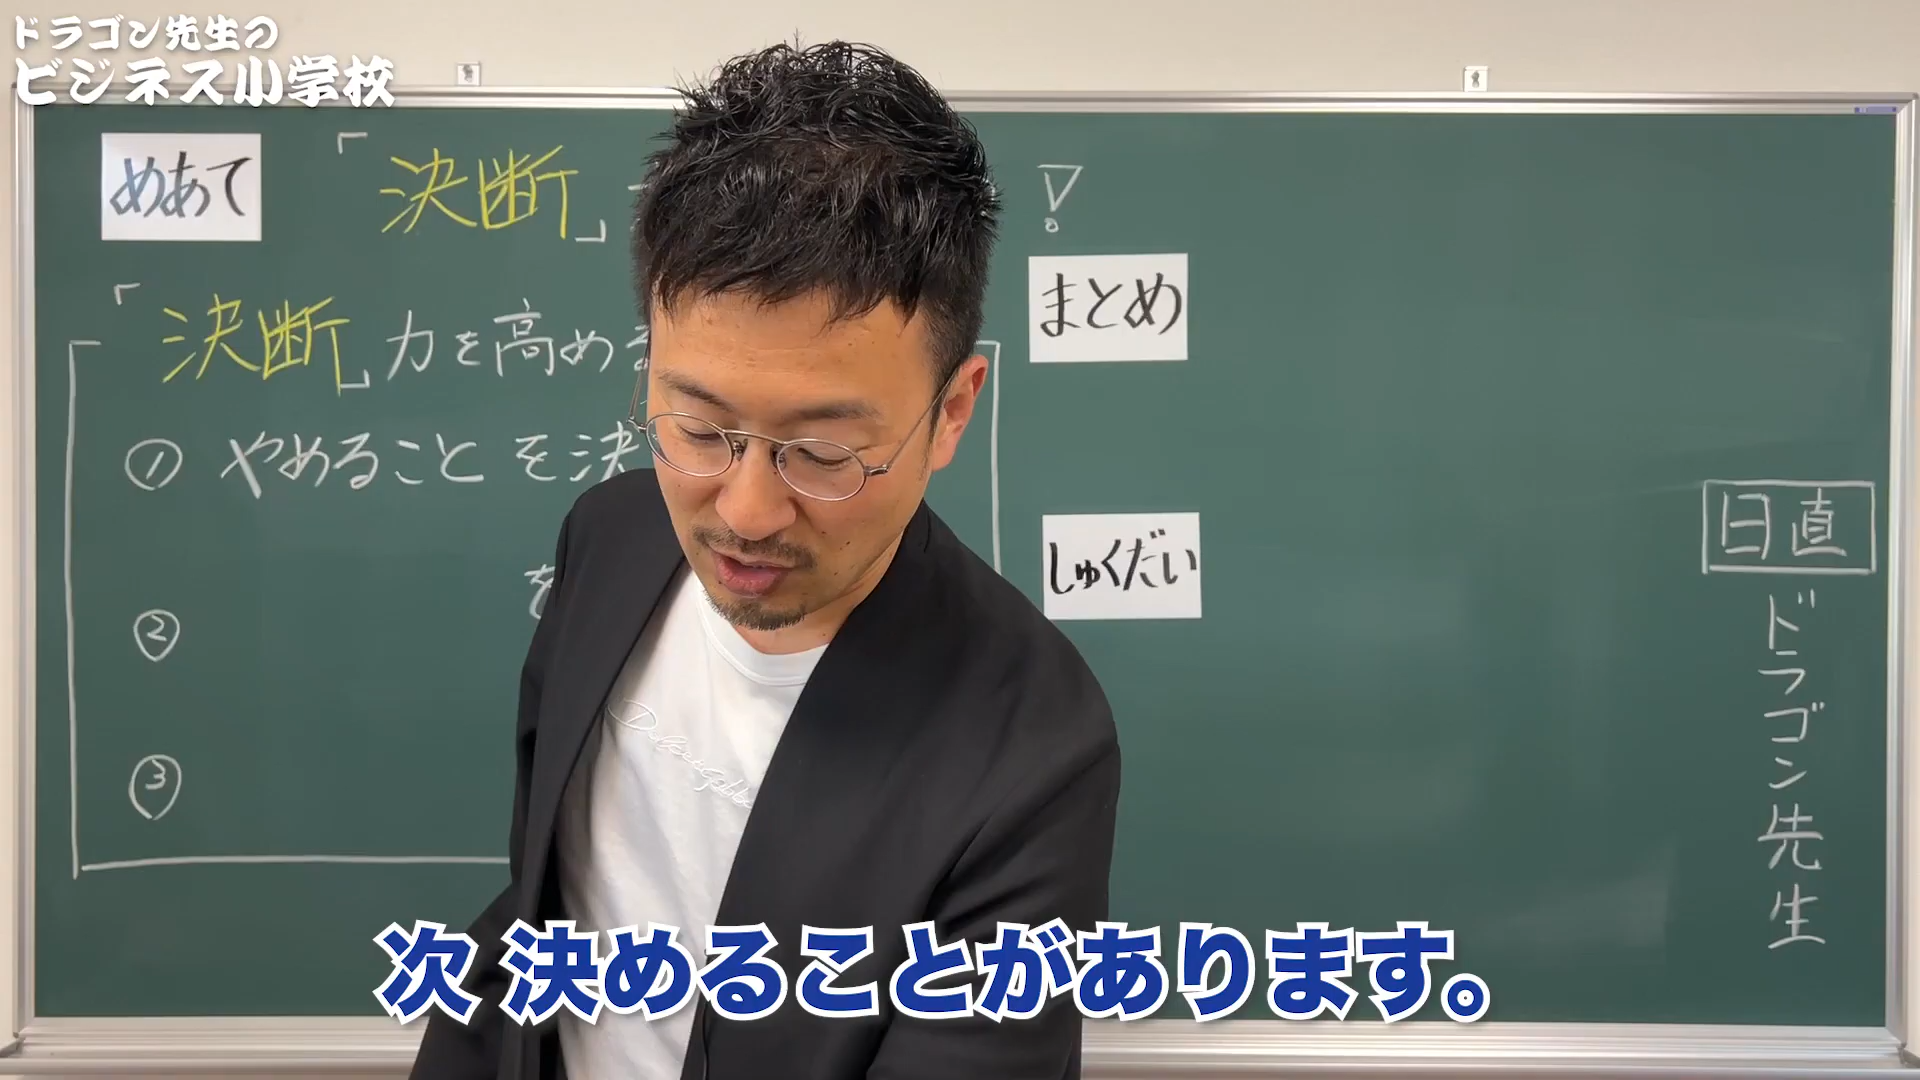 ドラゴン先生の
ビジネス小学校
めあて
「決断」
!
「決断」力を高める
① やめることを決
を
②
③
まとめ
しゅくだい
日直
ドラゴン先生
次 決めることがあります。